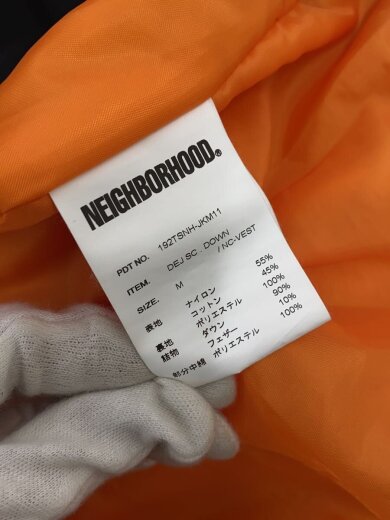 NEIGHBORHOOD®
PDT NO. 192TSNH-JKM11
ITEM. DEJ SC . DOWN
/ NC-VEST
SIZE. M
表地 ナイロン 55%
コットン 45%
裏地 ポリエステル 100%
詰物 ダウン 90%
フェザー 10%
部分中綿 ポリエステル 100%